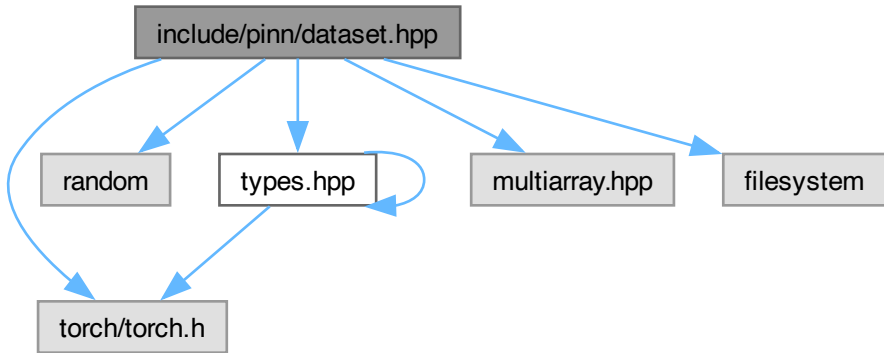 include/pinn/dataset.hpp
random
types.hpp
multiarray.hpp
filesystem
torch/torch.h